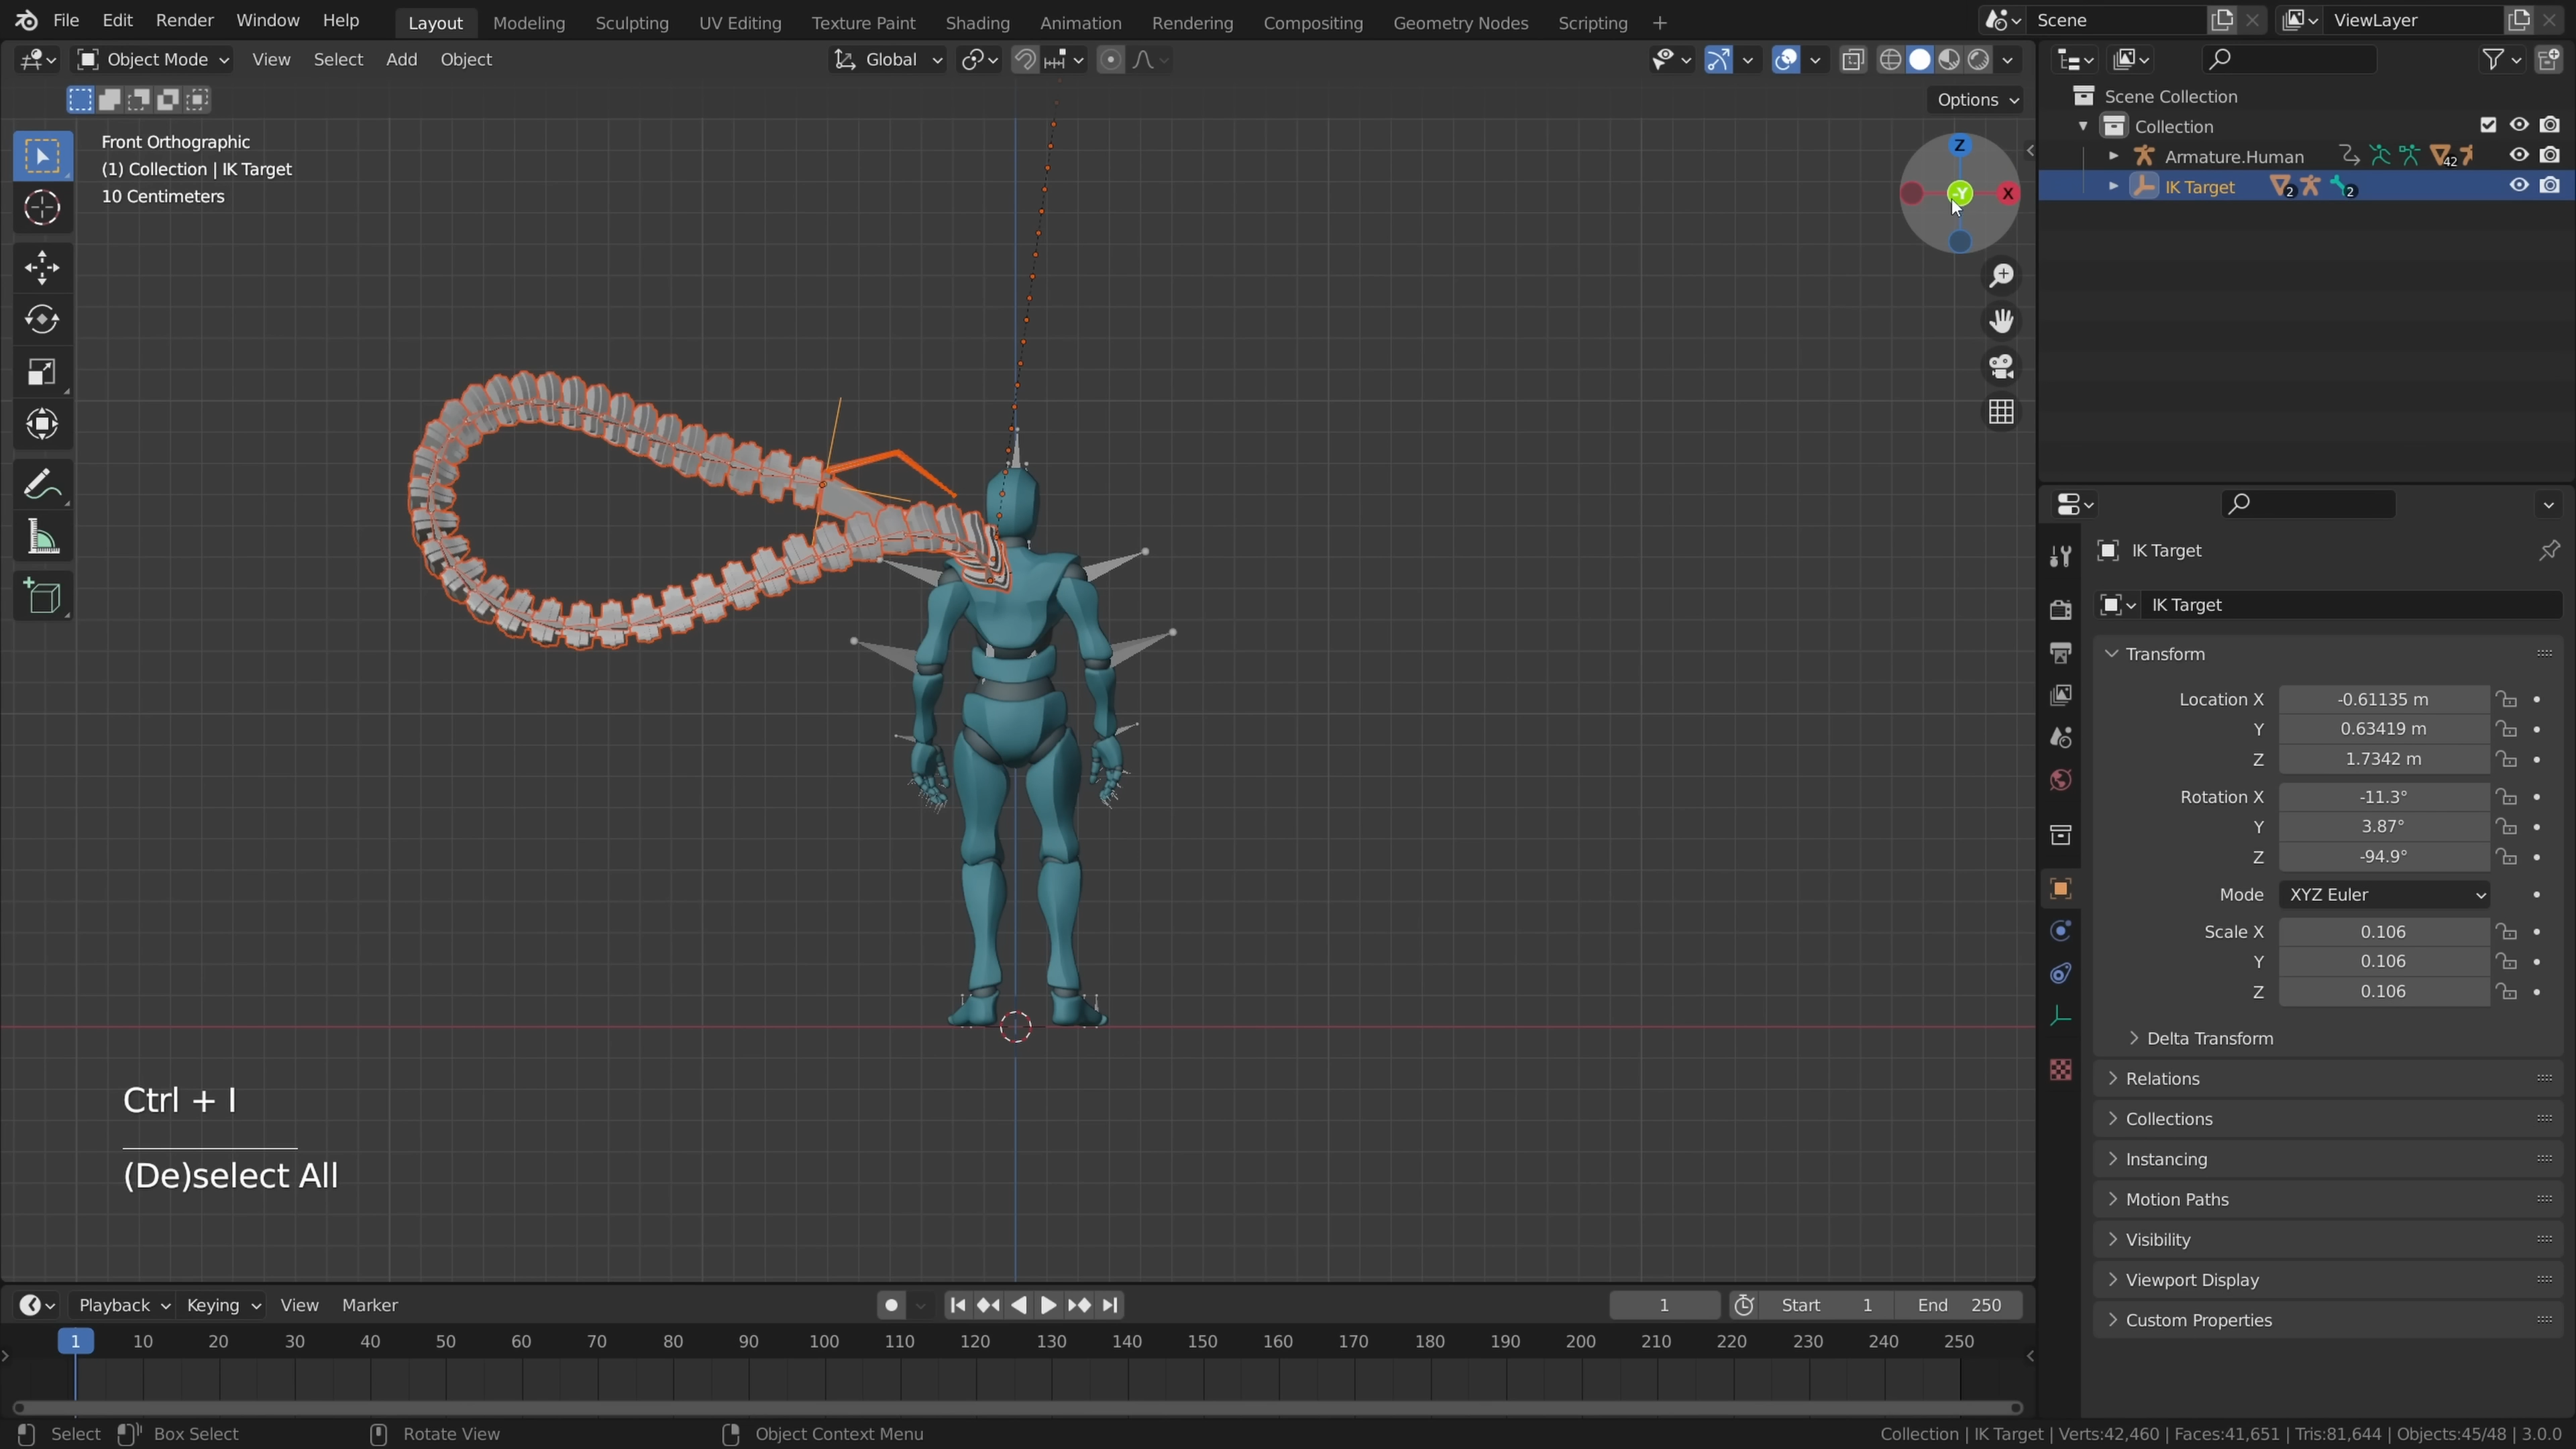 File Edit Render Window Help Layout Modeling Sculpting UV Editing Texture Paint Shading Animation Rendering Compositing Geometry Nodes Scripting + Scene ViewLayer
Object Mode View Select Add Object Global
Options
Front Orthographic
(1) Collection | IK Target
10 Centimeters
Z
-Y
X
Scene Collection
Collection
Armature.Human 42
IK Target 2 2
IK Target
IK Target
Transform
Location X -0.61135 m
Y 0.63419 m
Z 1.7342 m
Rotation X -11.3°
Y 3.87°
Z -94.9°
Mode XYZ Euler
Scale X 0.106
Y 0.106
Z 0.106
Delta Transform
Relations
Collections
Instancing
Motion Paths
Visibility
Viewport Display
Custom Properties
Ctrl + I
(De)select All
Playback Keying View Marker 1 Start 1 End 250
1 10 20 30 40 50 60 70 80 90 100 110 120 130 140 150 160 170 180 190 200 210 220 230 240 250
Select Box Select Rotate View Object Context Menu Collection | IK Target | Verts:42,460 | Faces:41,651 | Tris:81,644 | Objects:45/48 | 3.0.0